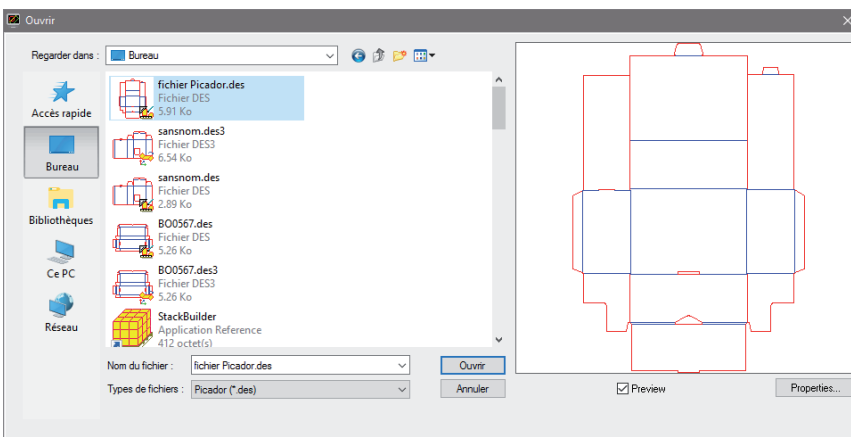 Ouvrir
Regarder dans :
Bureau
Accès rapide
Bureau
Bibliothèques
Ce PC
Réseau
fichier Picador.des
Fichier DES
5.91 Ko
sansnom.des3
Fichier DES3
6.54 Ko
sansnom.des
Fichier DES
2.89 Ko
BO0567.des
Fichier DES
5.26 Ko
BO0567.des3
Fichier DES3
5.26 Ko
StackBuilder
Application Reference
412 octet(s)
Nom du fichier :
fichier Picador.des
Ouvrir
Types de fichiers :
Picador (*.des)
Annuler
Preview
Properties...